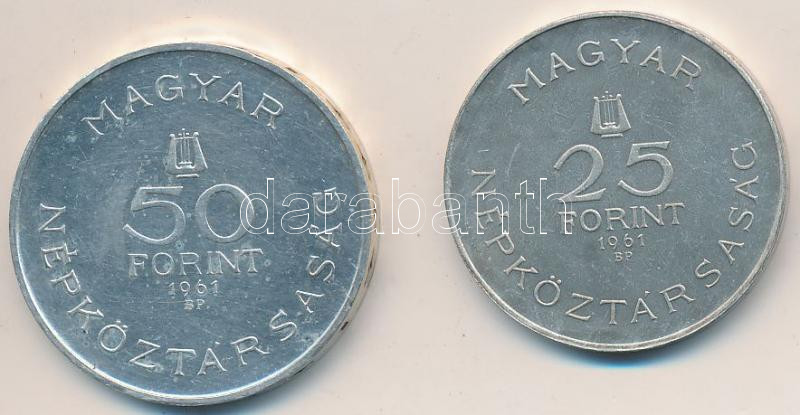 MAGYAR
50
FORINT
1961
BP.
NÉPKÖZTÁRSASÁG
MAGYAR
25
FORINT
1961
BP
NÉPKÖZTÁRSASÁG
darabanth